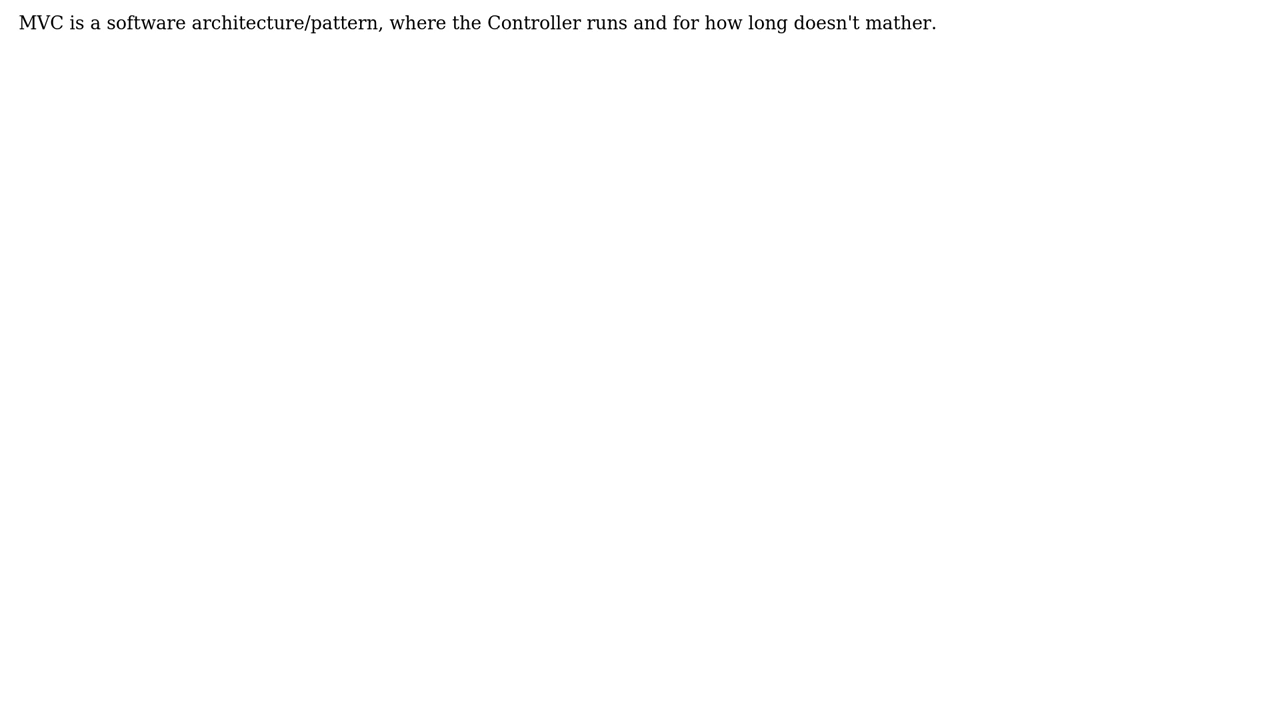 MVC is a software architecture/pattern, where the Controller runs and for how long doesn't mather.